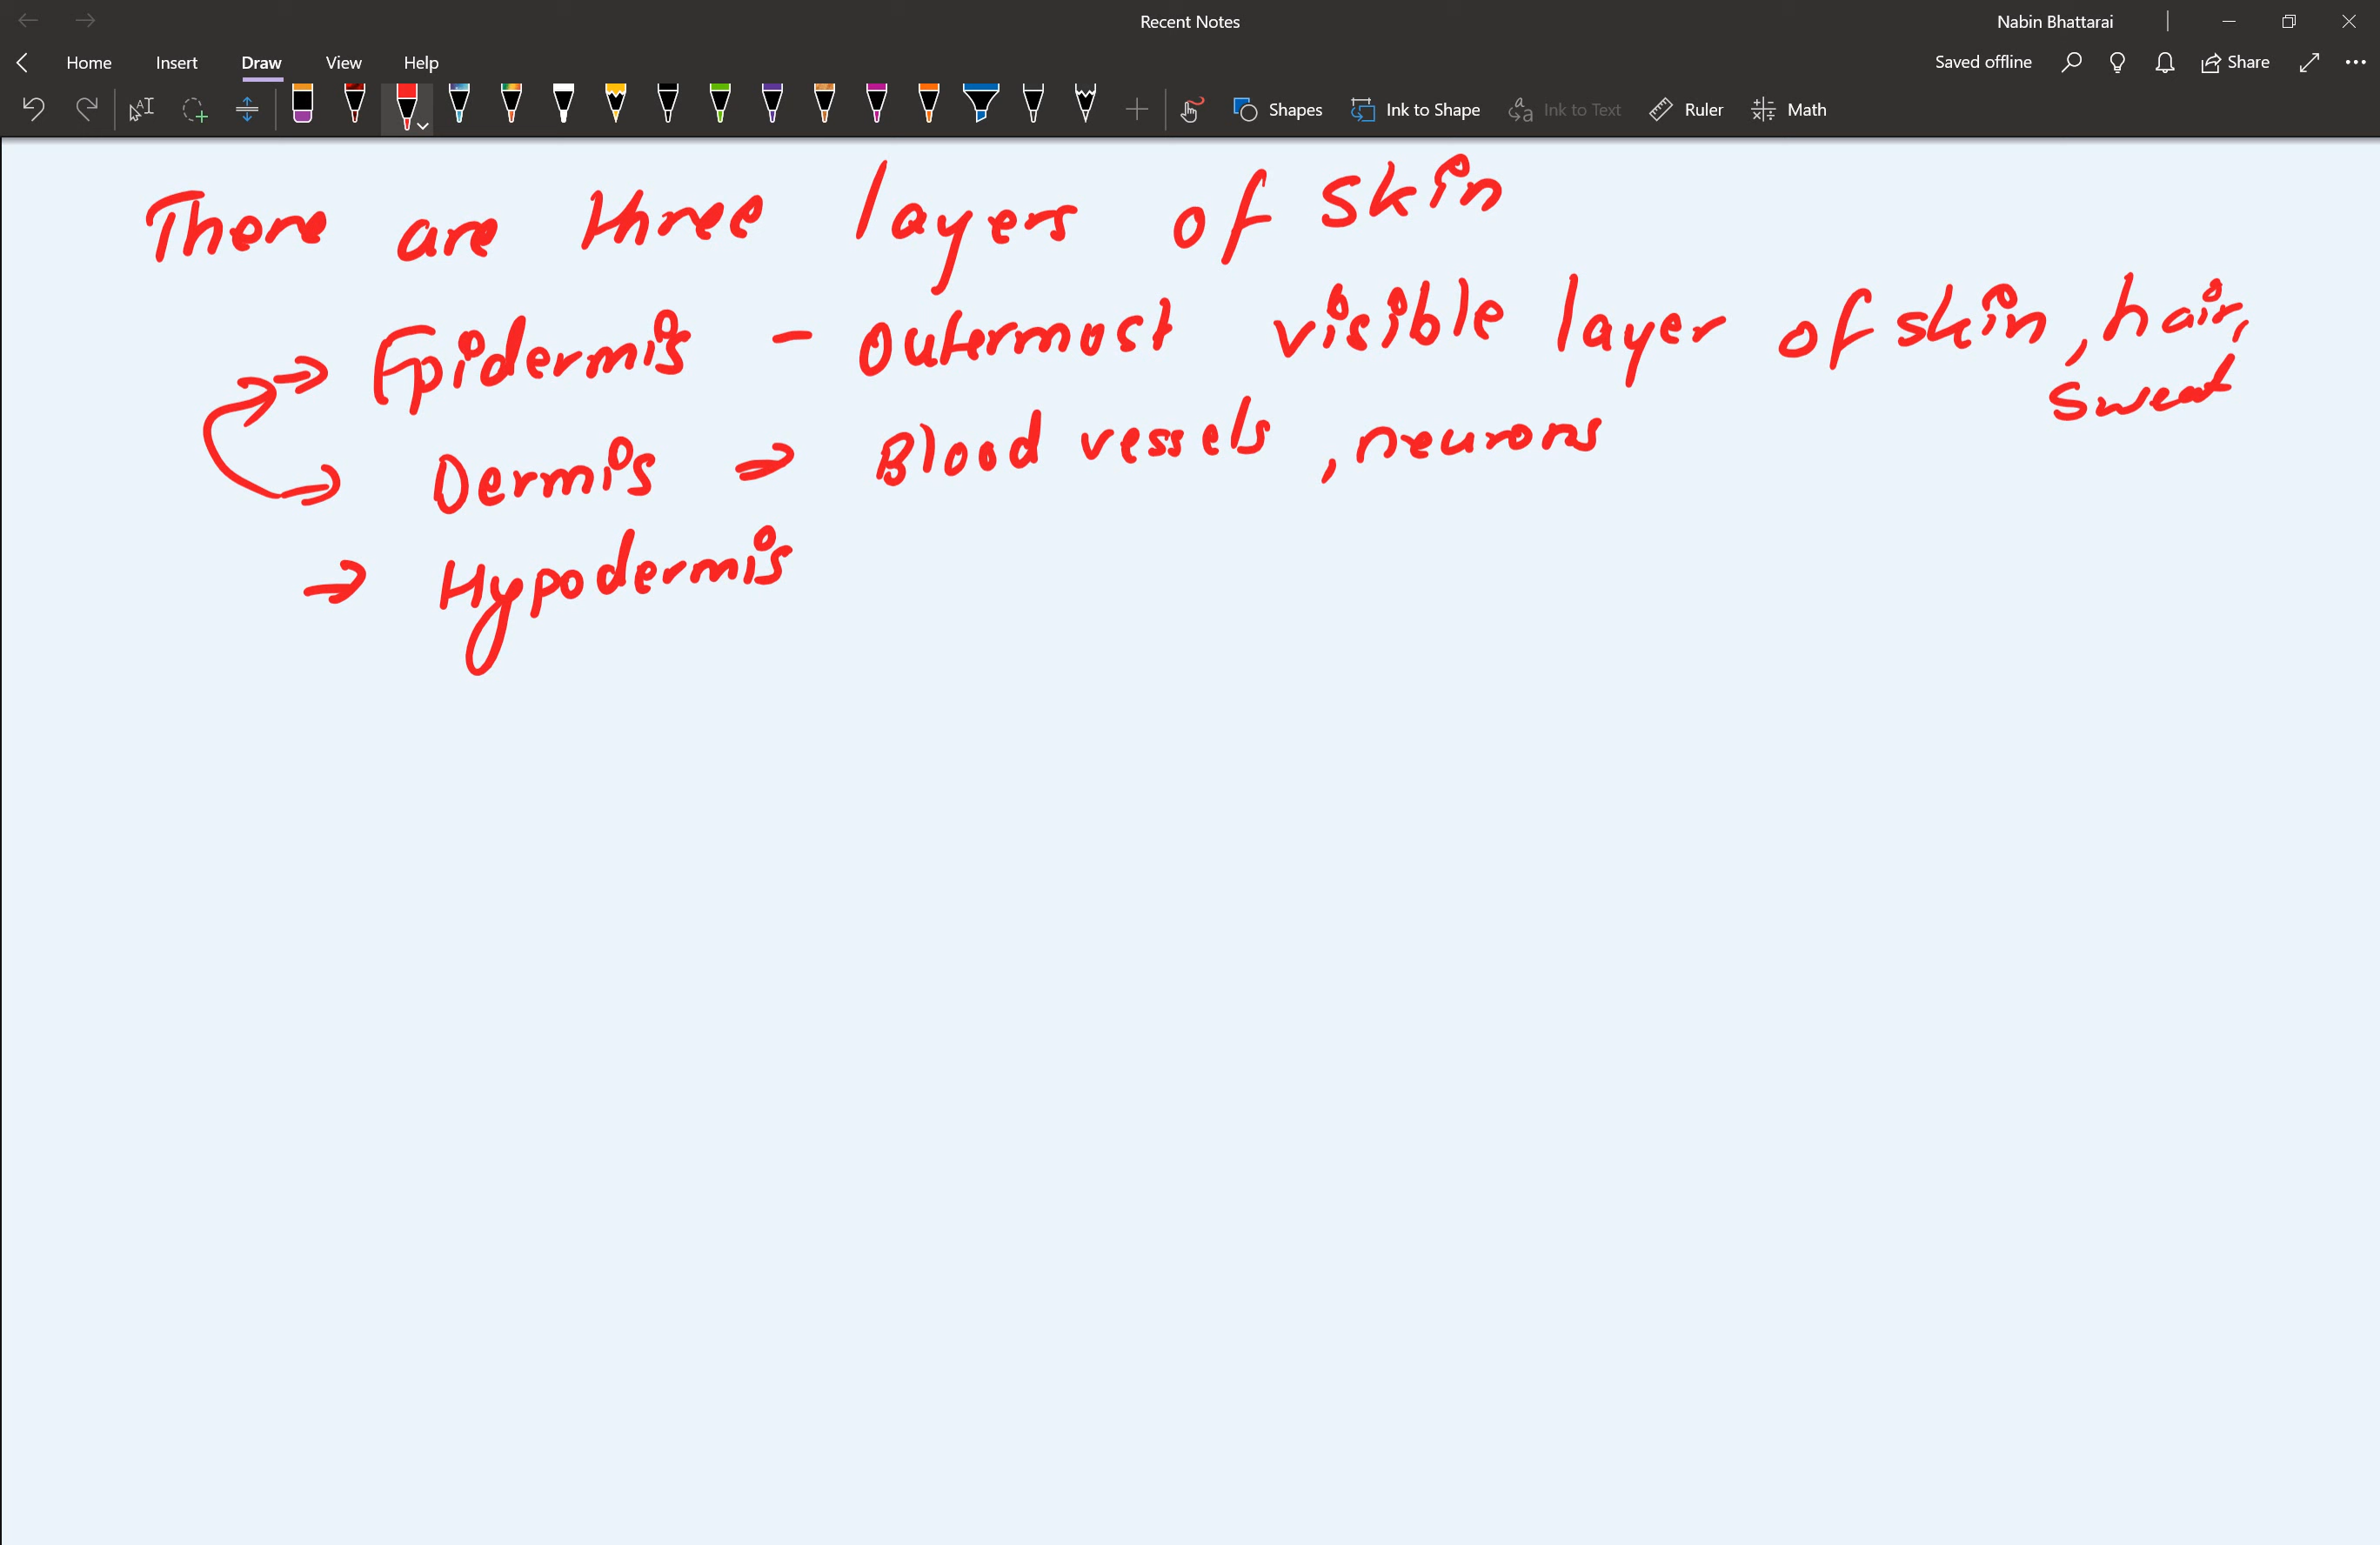 Recent Notes
Nabin Bhattarai
Home Insert Draw View Help
Saved offline
Share
Shapes
Ink to Shape
Ink to Text
Ruler
Math
There are three layers of skin
⇒ Epidermis - outermost visible layer of skin, hair,
sweat
→ Dermis ⇒ Blood vessels, neurons
→ Hypodermis